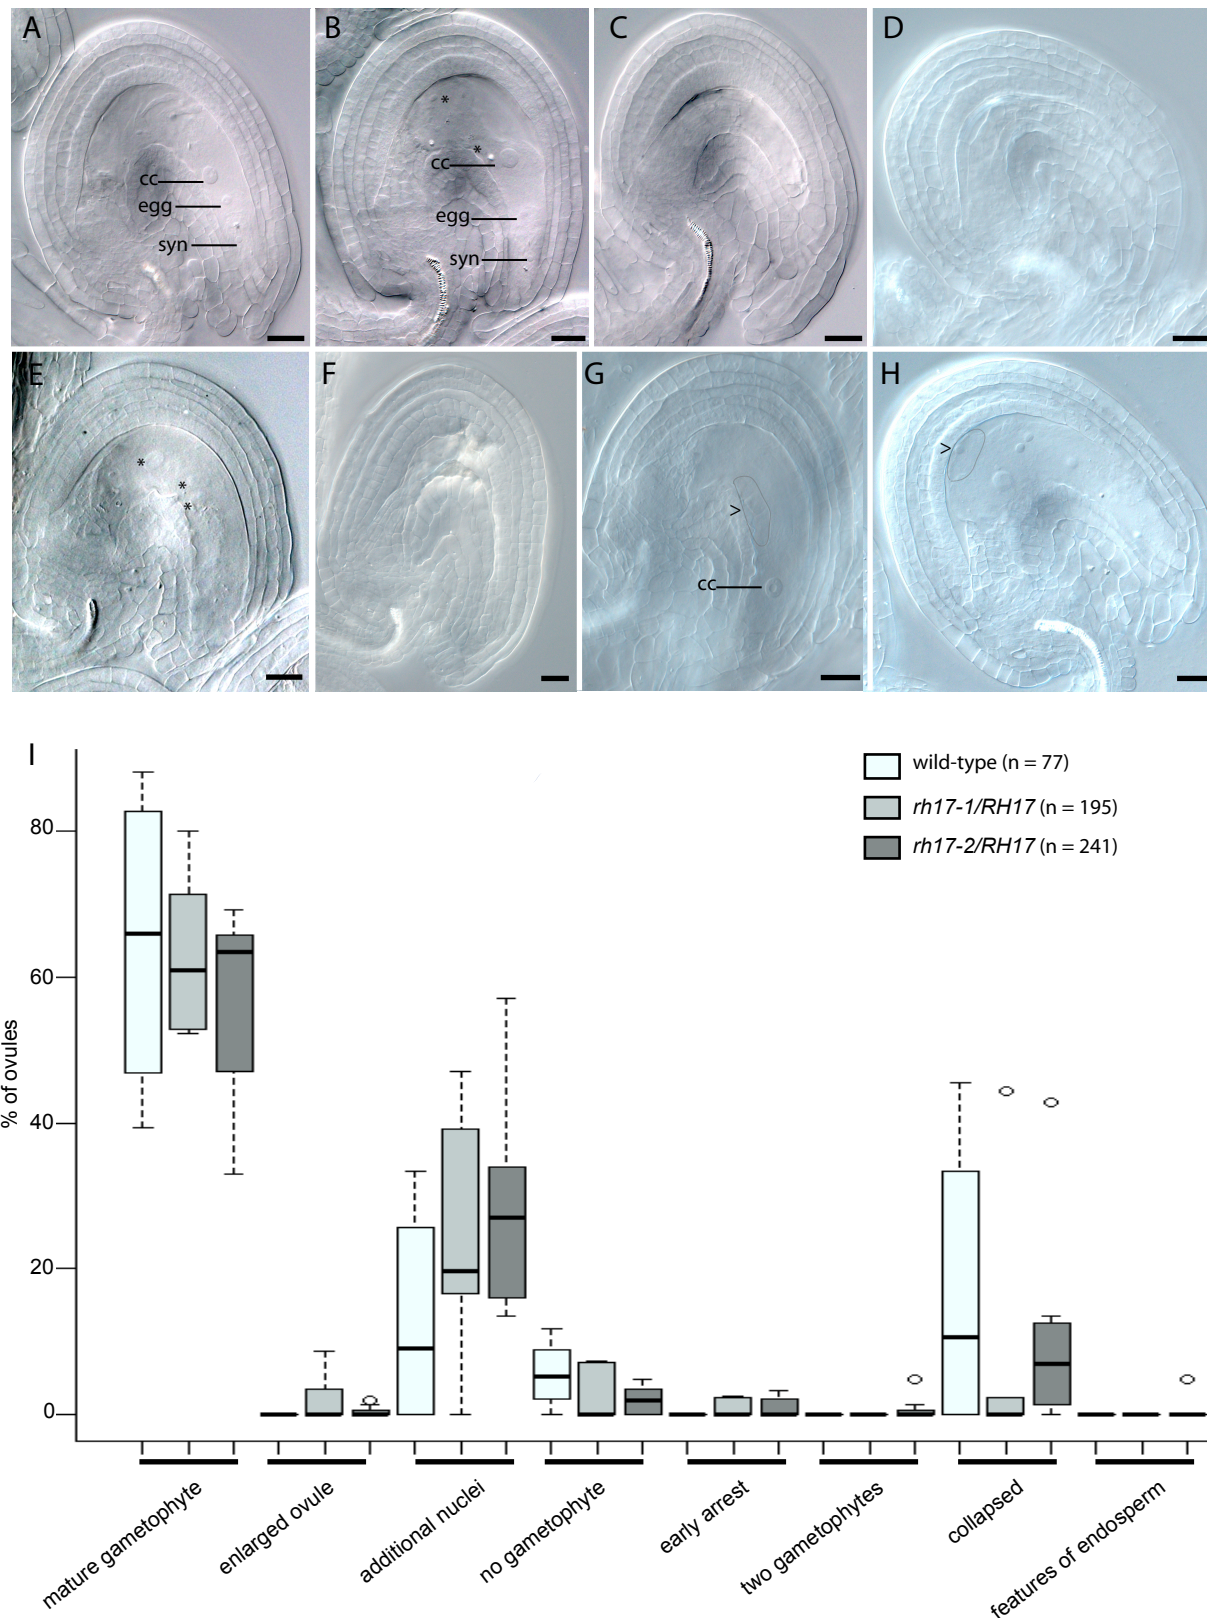 A
B
C
D
cc
egg
syn
*
*
cc
egg
syn
E
F
G
H
*
*
*
>
cc
>
I
wild-type (n = 77)
rh17-1/RH17 (n = 195)
rh17-2/RH17 (n = 241)
% of ovules
80
60
40
20
0
mature gametophyte
enlarged ovule
additional nuclei
no gametophyte
early arrest
two gametophytes
collapsed
features of endosperm